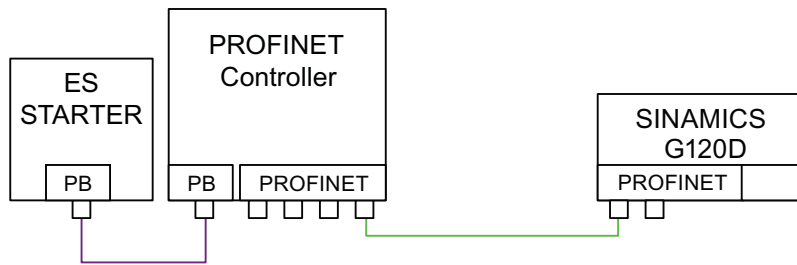 ES
STARTER
PB
PROFINET
Controller
PB
PROFINET
SINAMICS
G120D
PROFINET